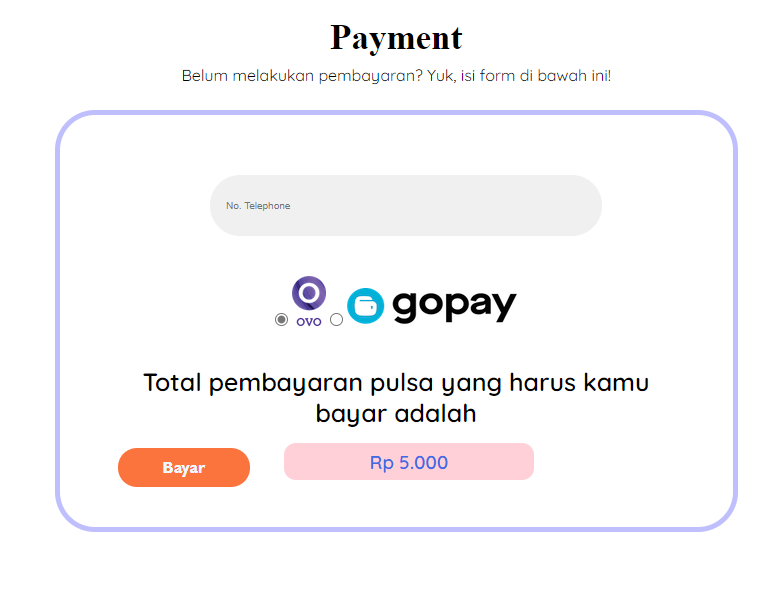 Payment
Belum melakukan pembayaran? Yuk, isi form di bawah ini!
No. Telephone
OVO gopay
Total pembayaran pulsa yang harus kamu
bayar adalah
Bayar Rp 5.000